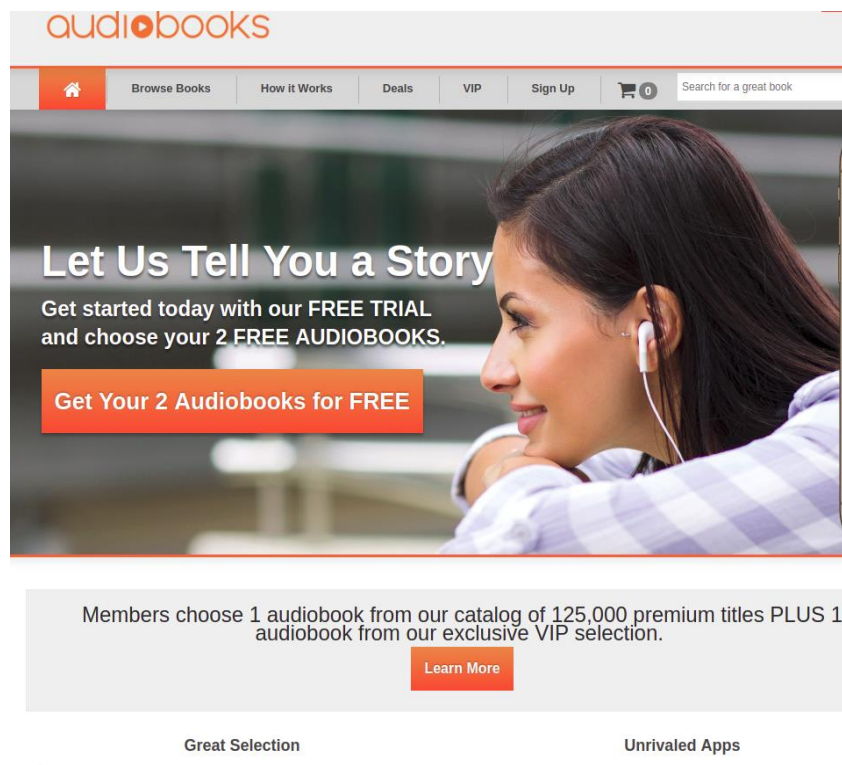 audiobooks
Browse Books How it Works Deals VIP Sign Up 0 Search for a great book
Let Us Tell You a Story
Get started today with our FREE TRIAL
and choose your 2 FREE AUDIOBOOKS.
Get Your 2 Audiobooks for FREE
Members choose 1 audiobook from our catalog of 125,000 premium titles PLUS 1
audiobook from our exclusive VIP selection.
Learn More
Great Selection Unrivaled Apps